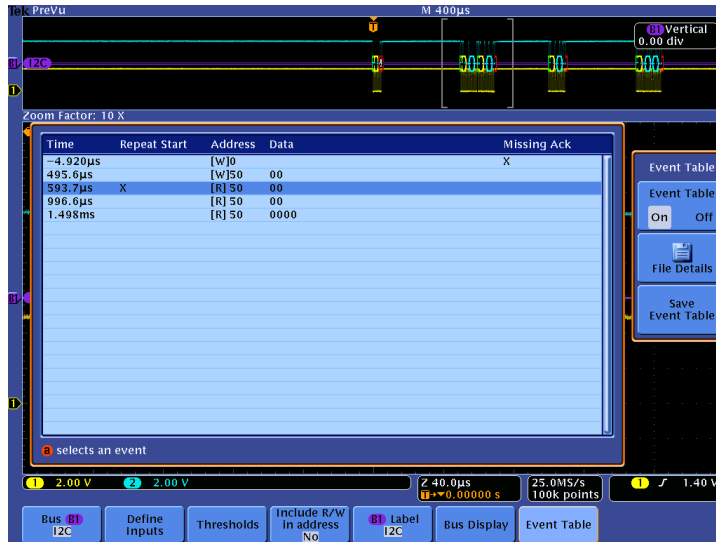 Tek PreVu M 400µs
B1 Vertical
0.00 div
B1 I2C
1
Zoom Factor: 10 X
Time Repeat Start Address Data Missing Ack
−4.920µs [W]0 X
495.6µs [W]50 00
593.7µs X [R] 50 00
996.6µs [R] 50 00
1.498ms [R] 50 0000
a selects an event
Event Table
Event Table
On Off
File Details
Save
Event Table
B1
1
1 2.00 V 2 2.00 V
Z 40.0µs
T→▼0.00000 s
25.0MS/s
100k points
1 ʃ 1.40 V
Bus B1
I2C
Define
Inputs
Thresholds
Include R/W
in address
No
B1 Label
I2C
Bus Display
Event Table